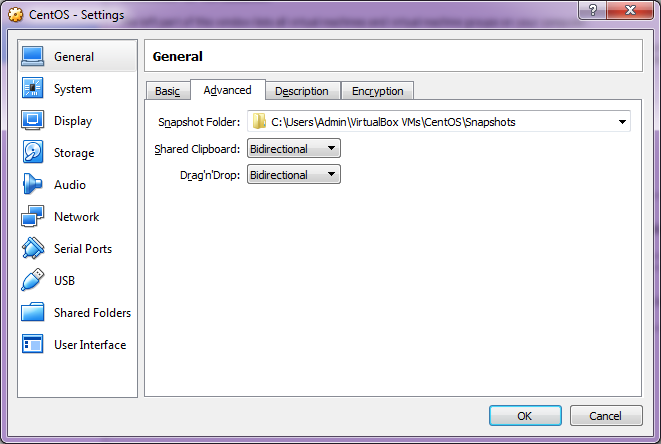 CentOS - Settings
General
System
Display
Storage
Audio
Network
Serial Ports
USB
Shared Folders
User Interface
General
Basic Advanced Description Encryption
Snapshot Folder: C:\Users\Admin\VirtualBox VMs\CentOS\Snapshots
Shared Clipboard: Bidirectional
Drag'n'Drop: Bidirectional
OK Cancel